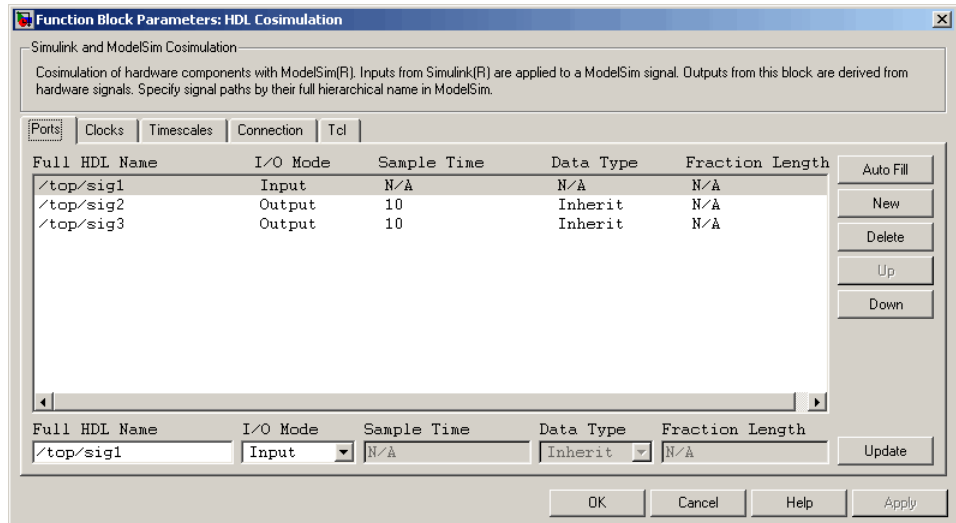 Function Block Parameters: HDL Cosimulation
Simulink and ModelSim Cosimulation
Cosimulation of hardware components with ModelSim(R). Inputs from Simulink(R) are applied to a ModelSim signal. Outputs from this block are derived from
hardware signals. Specify signal paths by their full hierarchical name in ModelSim.
Ports Clocks Timescales Connection Tcl
Full HDL Name I/O Mode Sample Time Data Type Fraction Length
/top/sig1 Input N/A N/A N/A
/top/sig2 Output 10 Inherit N/A
/top/sig3 Output 10 Inherit N/A
Auto Fill
New
Delete
Up
Down
Full HDL Name I/O Mode Sample Time Data Type Fraction Length
/top/sig1 Input N/A Inherit N/A Update
OK Cancel Help Apply